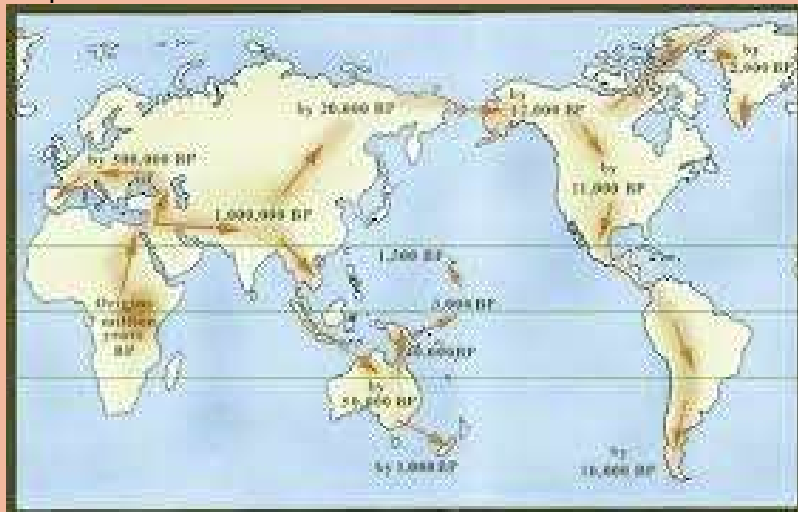 by
2,000 BP
by 20,000 BP
by
12,000 BP
by 500,000 BP
by
11,000 BP
1,000,000 BP
1,500 BP
3,000 BP
Origins
million
years
BP
by
50,000 BP
by 1,000 BP
by
10,000 BP